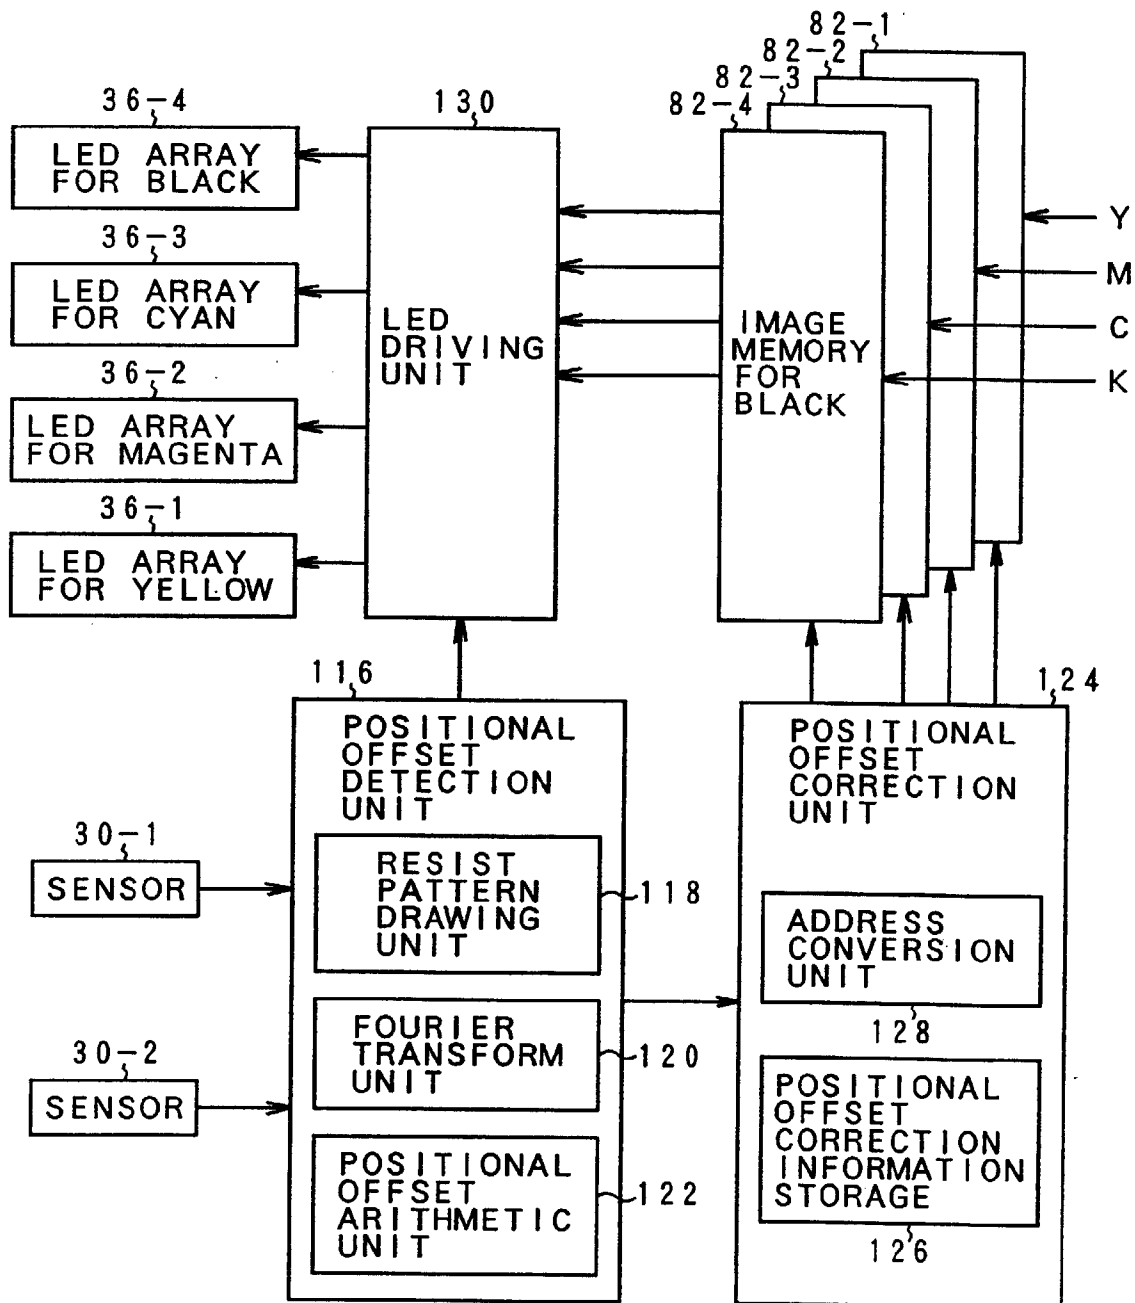 82-1
82-2
82-3
82-4
36-4
130
LED ARRAY
FOR BLACK
36-3
LED ARRAY
FOR CYAN
36-2
LED ARRAY
FOR MAGENTA
36-1
LED ARRAY
FOR YELLOW
LED
DRIVING
UNIT
IMAGE
MEMORY
FOR
BLACK
Y
M
C
K
116
POSITIONAL
OFFSET
DETECTION
UNIT
30-1
SENSOR
30-2
SENSOR
RESIST
PATTERN
DRAWING
UNIT
118
FOURIER
TRANSFORM
UNIT
120
POSITIONAL
OFFSET
ARITHMETIC
UNIT
122
124
POSITIONAL
OFFSET
CORRECTION
UNIT
ADDRESS
CONVERSION
UNIT
128
POSITIONAL
OFFSET
CORRECTION
INFORMATION
STORAGE
126